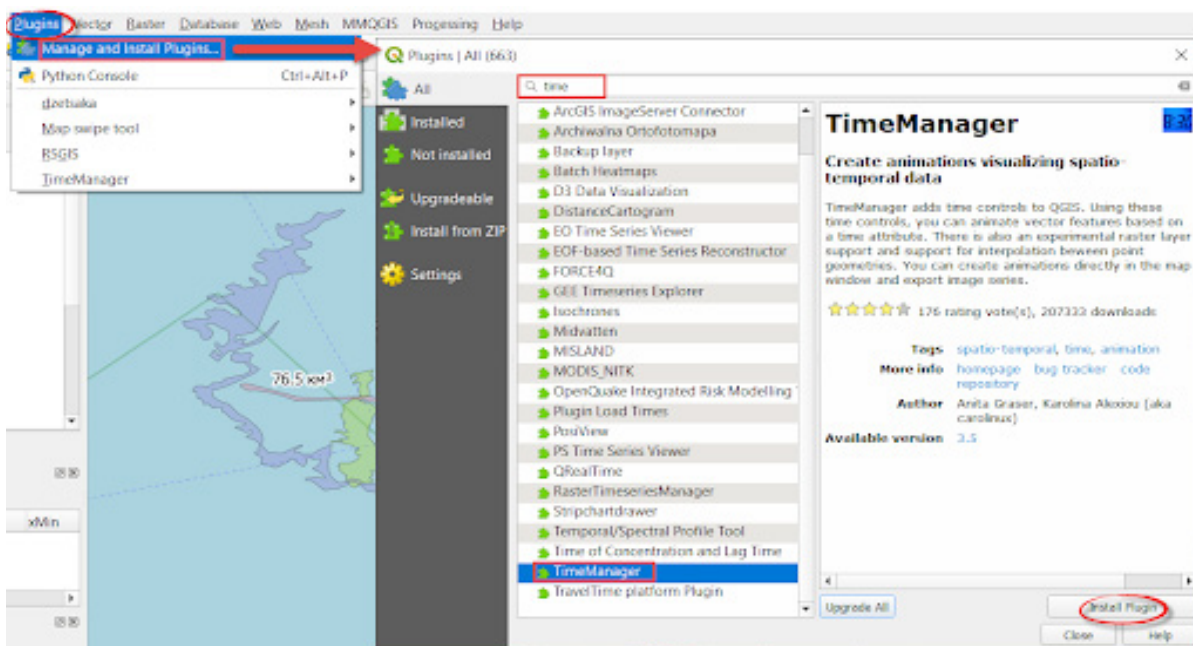 Plugins Vector Raster Database Web Mesh MMQGIS Processing Help
Manage and Install Plugins...
Python Console Ctrl+Alt+P
dzetsaka
Map swipe tool
RSGIS
TimeManager
76.5 км²
xMin
Plugins | All (663)
All
Installed
Not installed
Upgradeable
Install from ZIP
Settings
time
ArcGIS ImageServer Connector
Archiwalna Ortofotomapa
Backup layer
Batch Heatmaps
D3 Data Visualization
DistanceCartogram
EO Time Series Viewer
EOF-based Time Series Reconstructor
FORCE4Q
GEE Timeseries Explorer
Isochrones
Midvatten
MISLAND
MODIS_NITK
OpenQuake Integrated Risk Modelling
Plugin Load Times
PosiView
PS Time Series Viewer
QRealTime
RasterTimeseriesManager
Stripchartdrawer
Temporal/Spectral Profile Tool
Time of Concentration and Lag Time
TimeManager
TravelTime platform Plugin
TimeManager
Create animations visualizing spatio-
temporal data
TimeManager adds time controls to QGIS. Using these
time controls, you can animate vector features based on
a time attribute. There is also an experimental raster layer
support and support for interpolation beween point
geometries. You can create animations directly in the map
window and export image series.
176 rating vote(s), 207333 downloads
Tags spatio-temporal, time, animation
More info homepage bug tracker code
repository
Author Anita Graser, Karolina Alexiou (aka
carolinux)
Available version 3.5
Upgrade All Install Plugin
Close Help